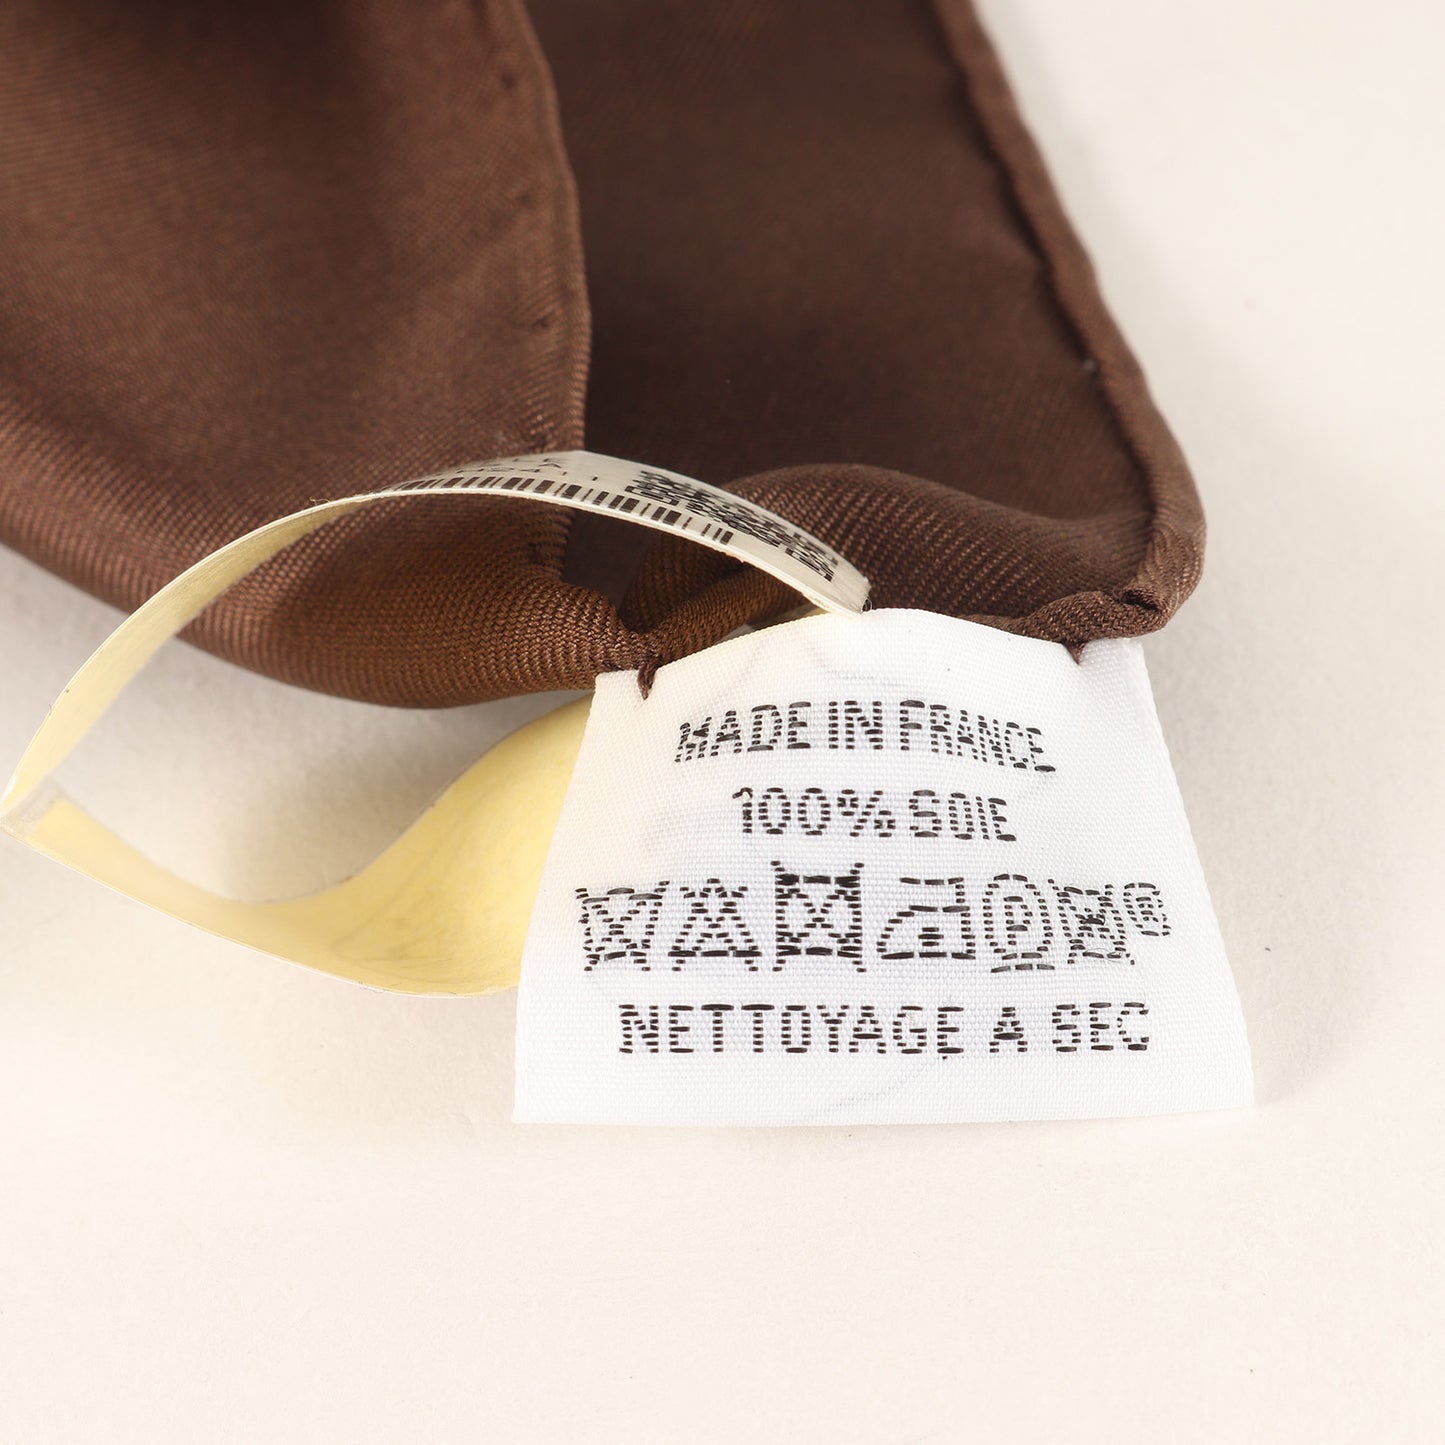 MADE IN FRANCE
100% SOIE
P ®
NETTOYAGE A SEC